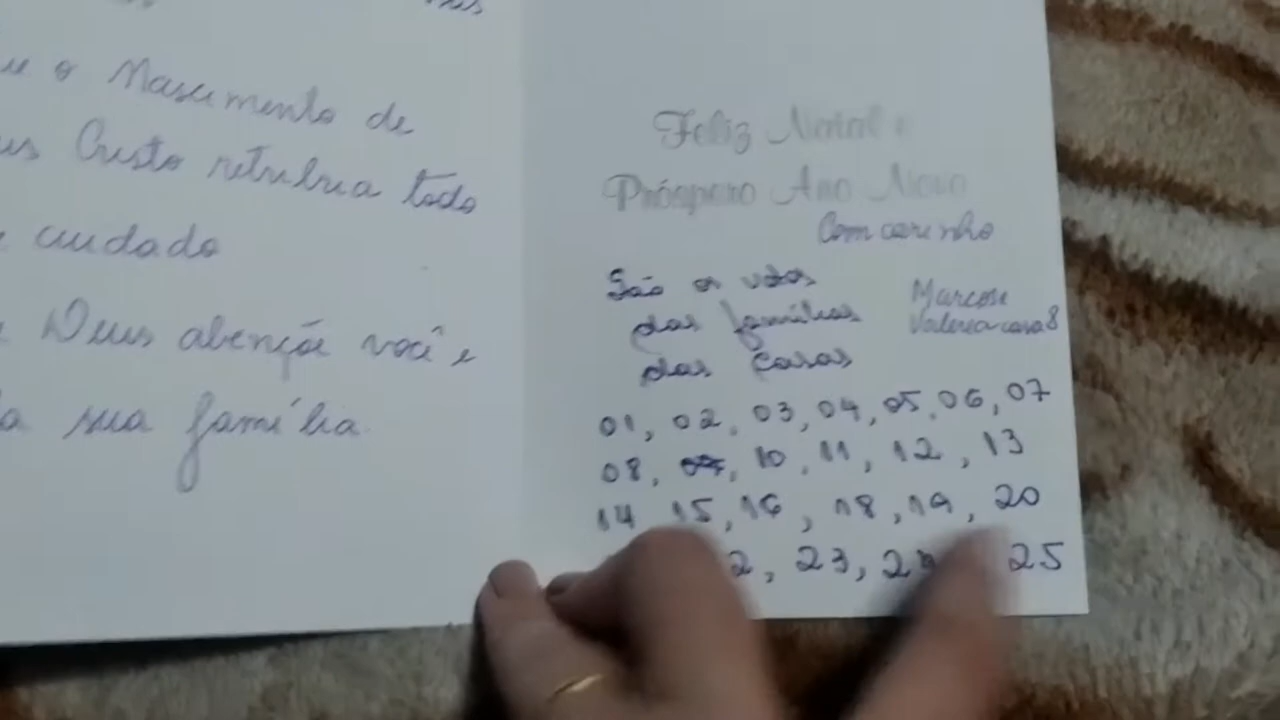 o Nascimento de
Cristo retribua todo
cuidado
Deus abençõe você e
sua família
Feliz Natal e
Próspero Ano Novo
Com carinho
São os votos
das famílias
das casas
Marcos e
Valeria casa 8
01, 02, 03, 04, 05, 06, 07
08, 10, 11, 12, 13
14 15, 16, 18, 19, 20
23, 24 25